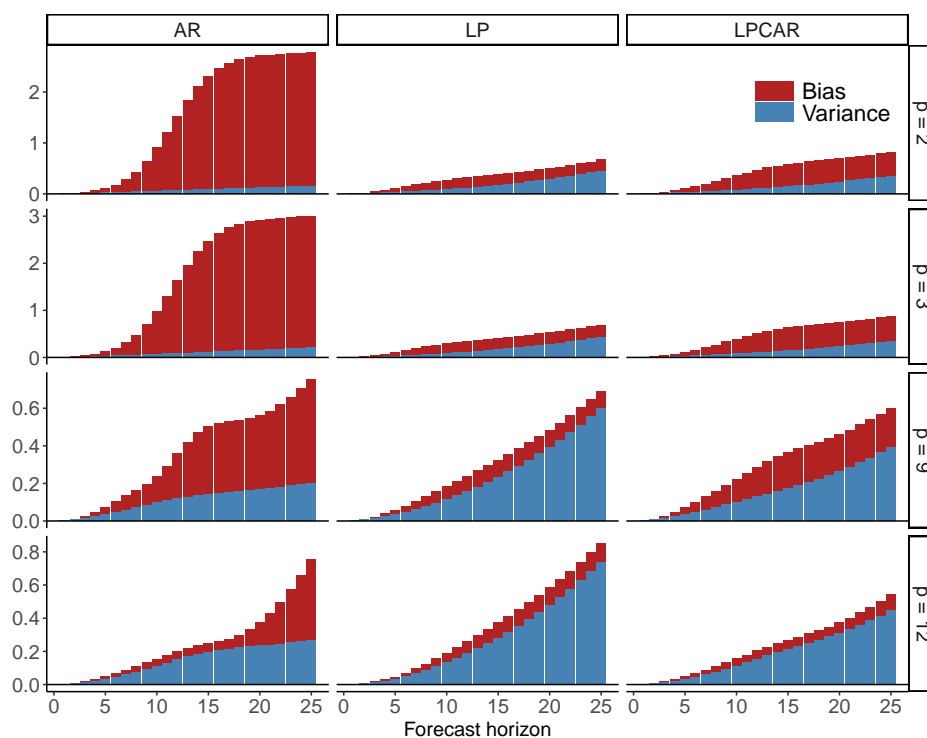 AR LP LPCAR
Bias
Variance
p = 2
2
1
0
p = 3
3
2
1
0
p = 9
0.6
0.4
0.2
0.0
p = 12
0.8
0.6
0.4
0.2
0.0
0 5 10 15 20 25 0 5 10 15 20 25 0 5 10 15 20 25
Forecast horizon